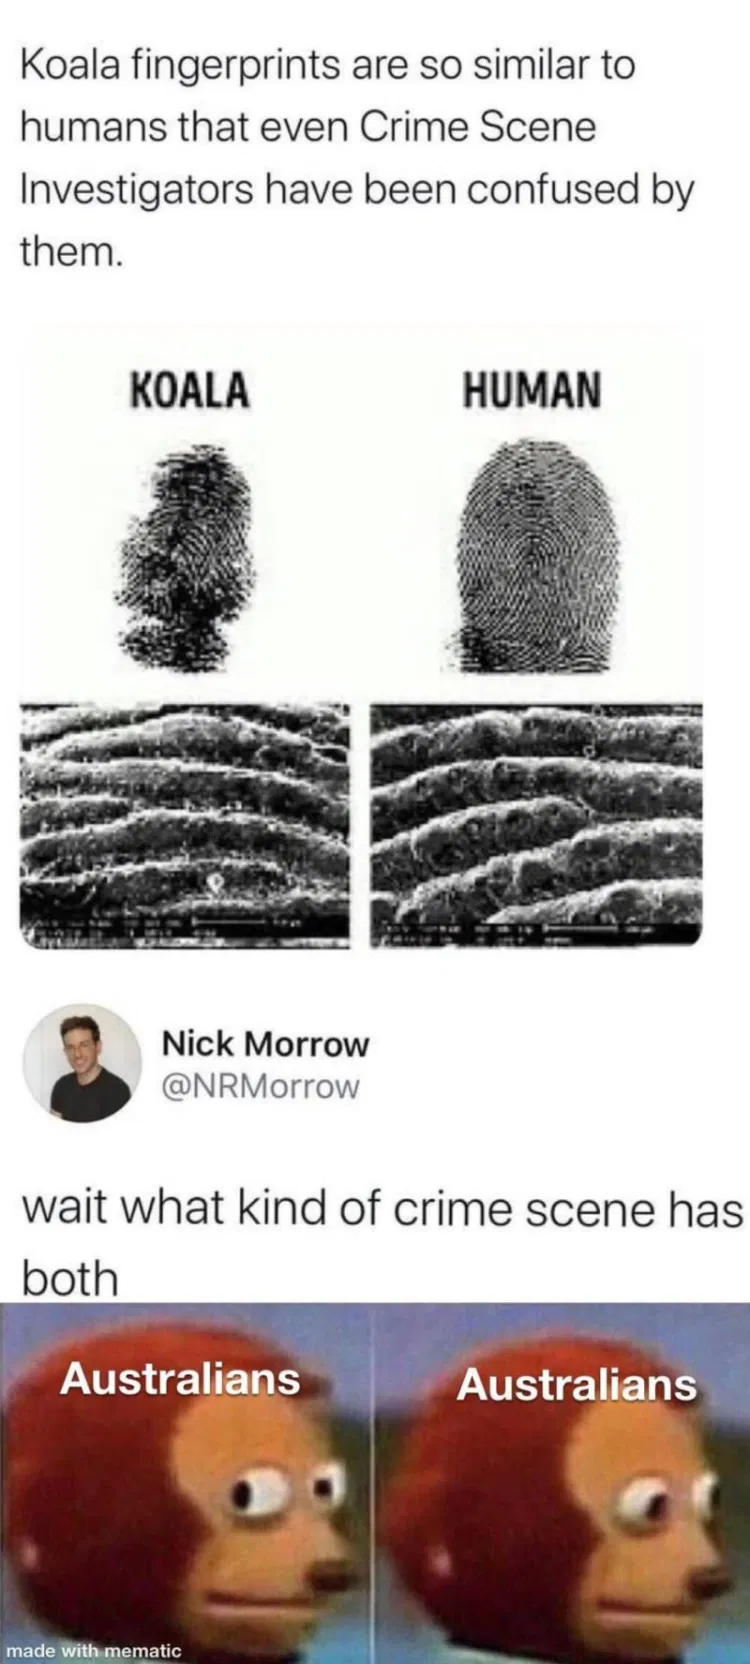 Koala fingerprints are so similar to
humans that even Crime Scene
Investigators have been confused by
them.
KOALA
HUMAN
Nick Morrow
@NRMorrow
wait what kind of crime scene has
both
Australians
Australians
made with mematic